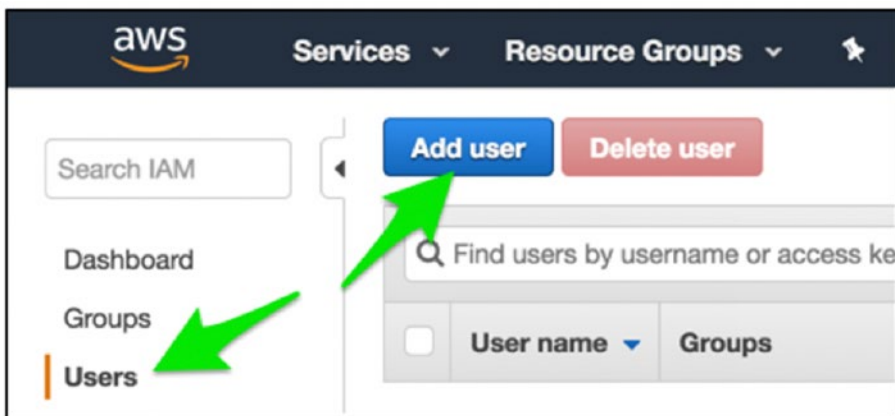 aws Services Resource Groups
Search IAM
Add user Delete user
Dashboard
Groups
Users
Find users by username or access ke
User name Groups